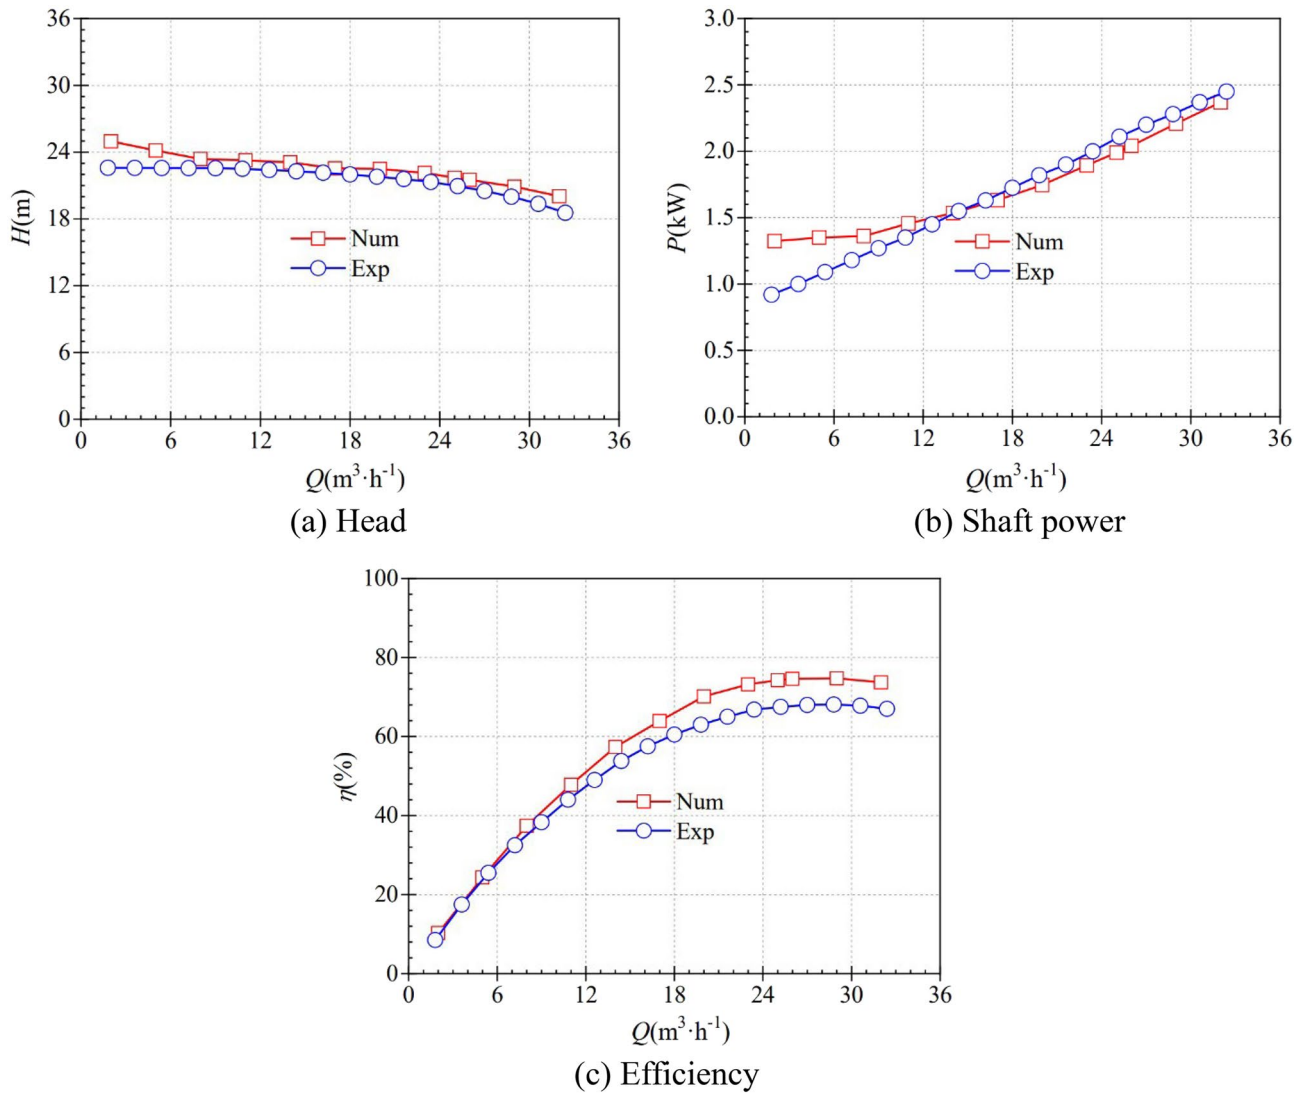 36
30
24
18
12
6
0
H(m)
Num
Exp
0 6 12 18 24 30 36
Q(m³·h⁻¹)
(a) Head
3.0
2.5
2.0
1.5
1.0
0.5
0.0
P(kW)
Num
Exp
0 6 12 18 24 30 36
Q(m³·h⁻¹)
(b) Shaft power
100
80
60
40
20
0
η(%)
Num
Exp
0 6 12 18 24 30 36
Q(m³·h⁻¹)
(c) Efficiency